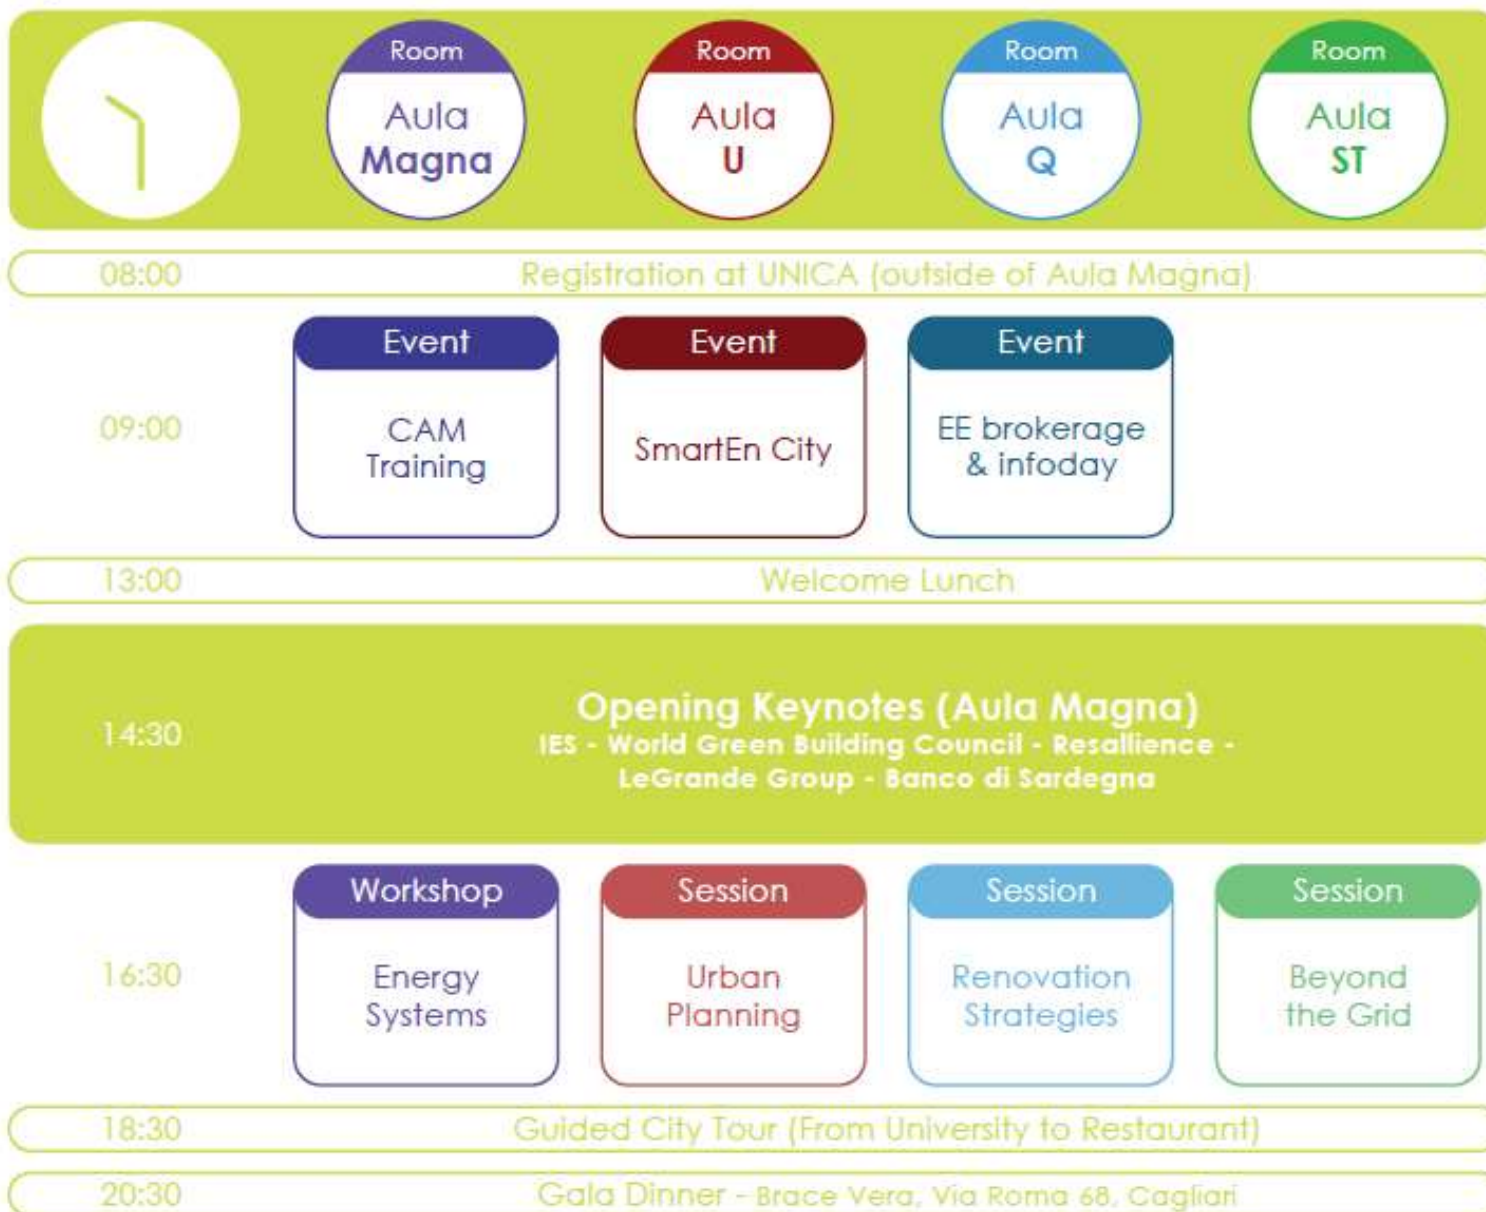 Room
Aula
Magna
Room
Aula
U
Room
Aula
Q
Room
Aula
ST
08:00
Registration at UNICA (outside of Aula Magna)
09:00
Event
CAM
Training
Event
SmartEn City
Event
EE brokerage
& infoday
13:00
Welcome Lunch
14:30
Opening Keynotes (Aula Magna)
IES - World Green Building Council - Resallience -
LeGrande Group - Banco di Sardegna
16:30
Workshop
Energy
Systems
Session
Urban
Planning
Session
Renovation
Strategies
Session
Beyond
the Grid
18:30
Guided City Tour (From University to Restaurant)
20:30
Gala Dinner - Brace Vera, Via Roma 68, Cagliari